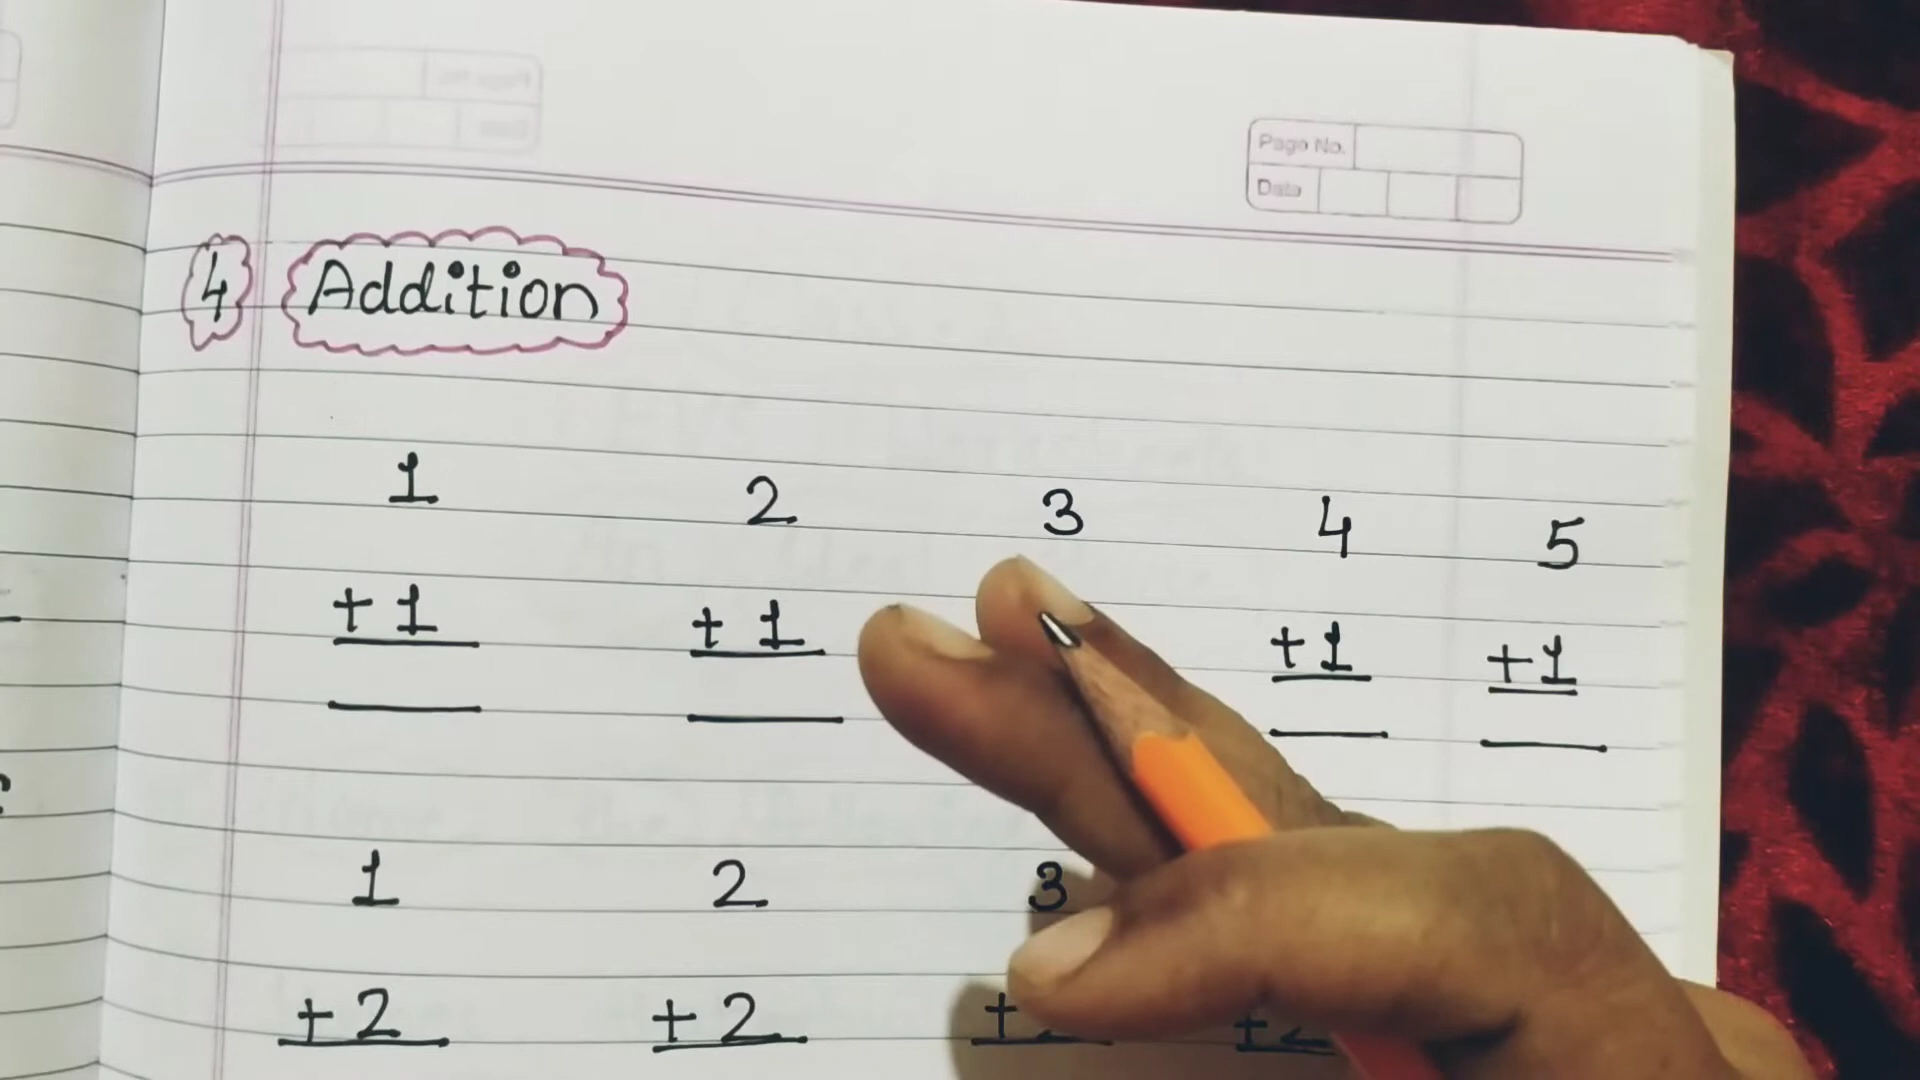 Page No.
Date
4 Addition
1 2 3 4 5
+1 +1 +1 +1
1 2 3
+2 +2 + +2